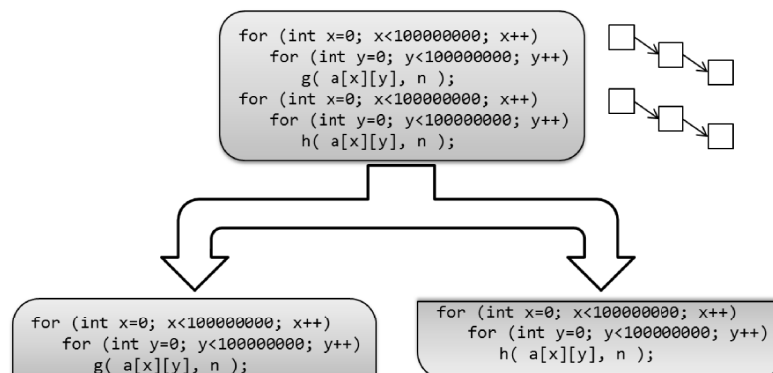 for (int x=0; x<100000000; x++)
for (int y=0; y<100000000; y++)
g( a[x][y], n );
for (int x=0; x<100000000; x++)
for (int y=0; y<100000000; y++)
h( a[x][y], n );
for (int x=0; x<100000000; x++)
for (int y=0; y<100000000; y++)
g( a[x][y], n );
for (int x=0; x<100000000; x++)
for (int y=0; y<100000000; y++)
h( a[x][y], n );